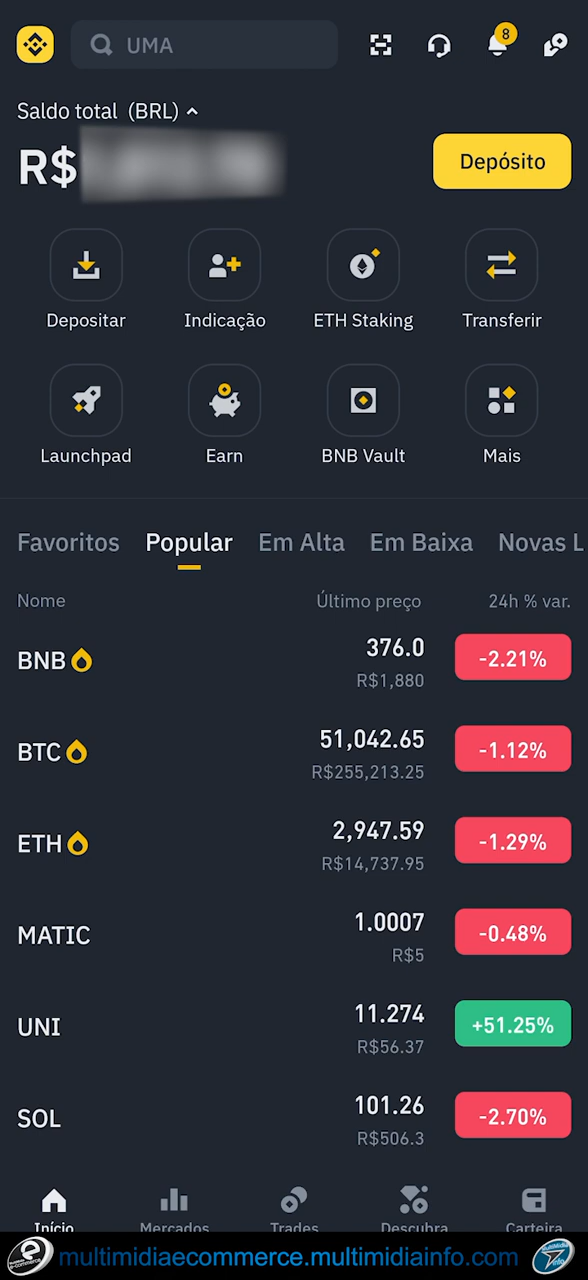 UMA
8
Saldo total (BRL)
R$
Depósito
Depositar
Indicação
ETH Staking
Transferir
Launchpad
Earn
BNB Vault
Mais
Favoritos
Popular
Em Alta
Em Baixa
Novas L
Nome
Último preço
24h % var.
BNB
376.0
-2.21%
R$1,880
BTC
51,042.65
-1.12%
R$255,213.25
ETH
2,947.59
-1.29%
R$14,737.95
MATIC
1.0007
-0.48%
R$5
UNI
11.274
+51.25%
R$56.37
SOL
101.26
-2.70%
R$506.3
Início
Mercados
Trades
Descubra
Carteira
multimidiaecommerce.multimidiainfo.com